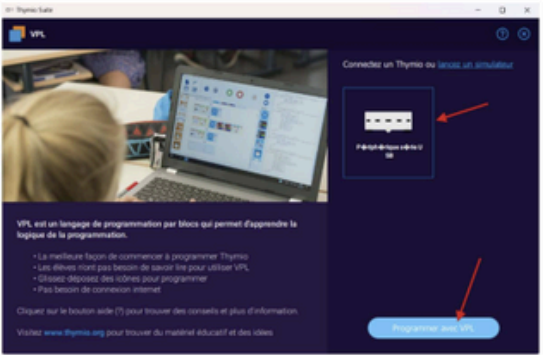 Thymio Suite
VPL
Connectez un Thymio ou lancez un simulateur
P�riph�rique s�rie U
SB
VPL est un langage de programmation par blocs qui permet d'apprendre la
logique de la programmation.
• La meilleure façon de commencer à programmer Thymio
• Les élèves n'ont pas besoin de savoir lire pour utiliser VPL
• Glissez-déposez des icônes pour programmer
• Pas besoin de connexion internet
Cliquez sur le bouton aide (?) pour trouver des conseils et plus d'information.
Visitez www.thymio.org pour trouver du matériel éducatif et des idées
Programmer avec VPL